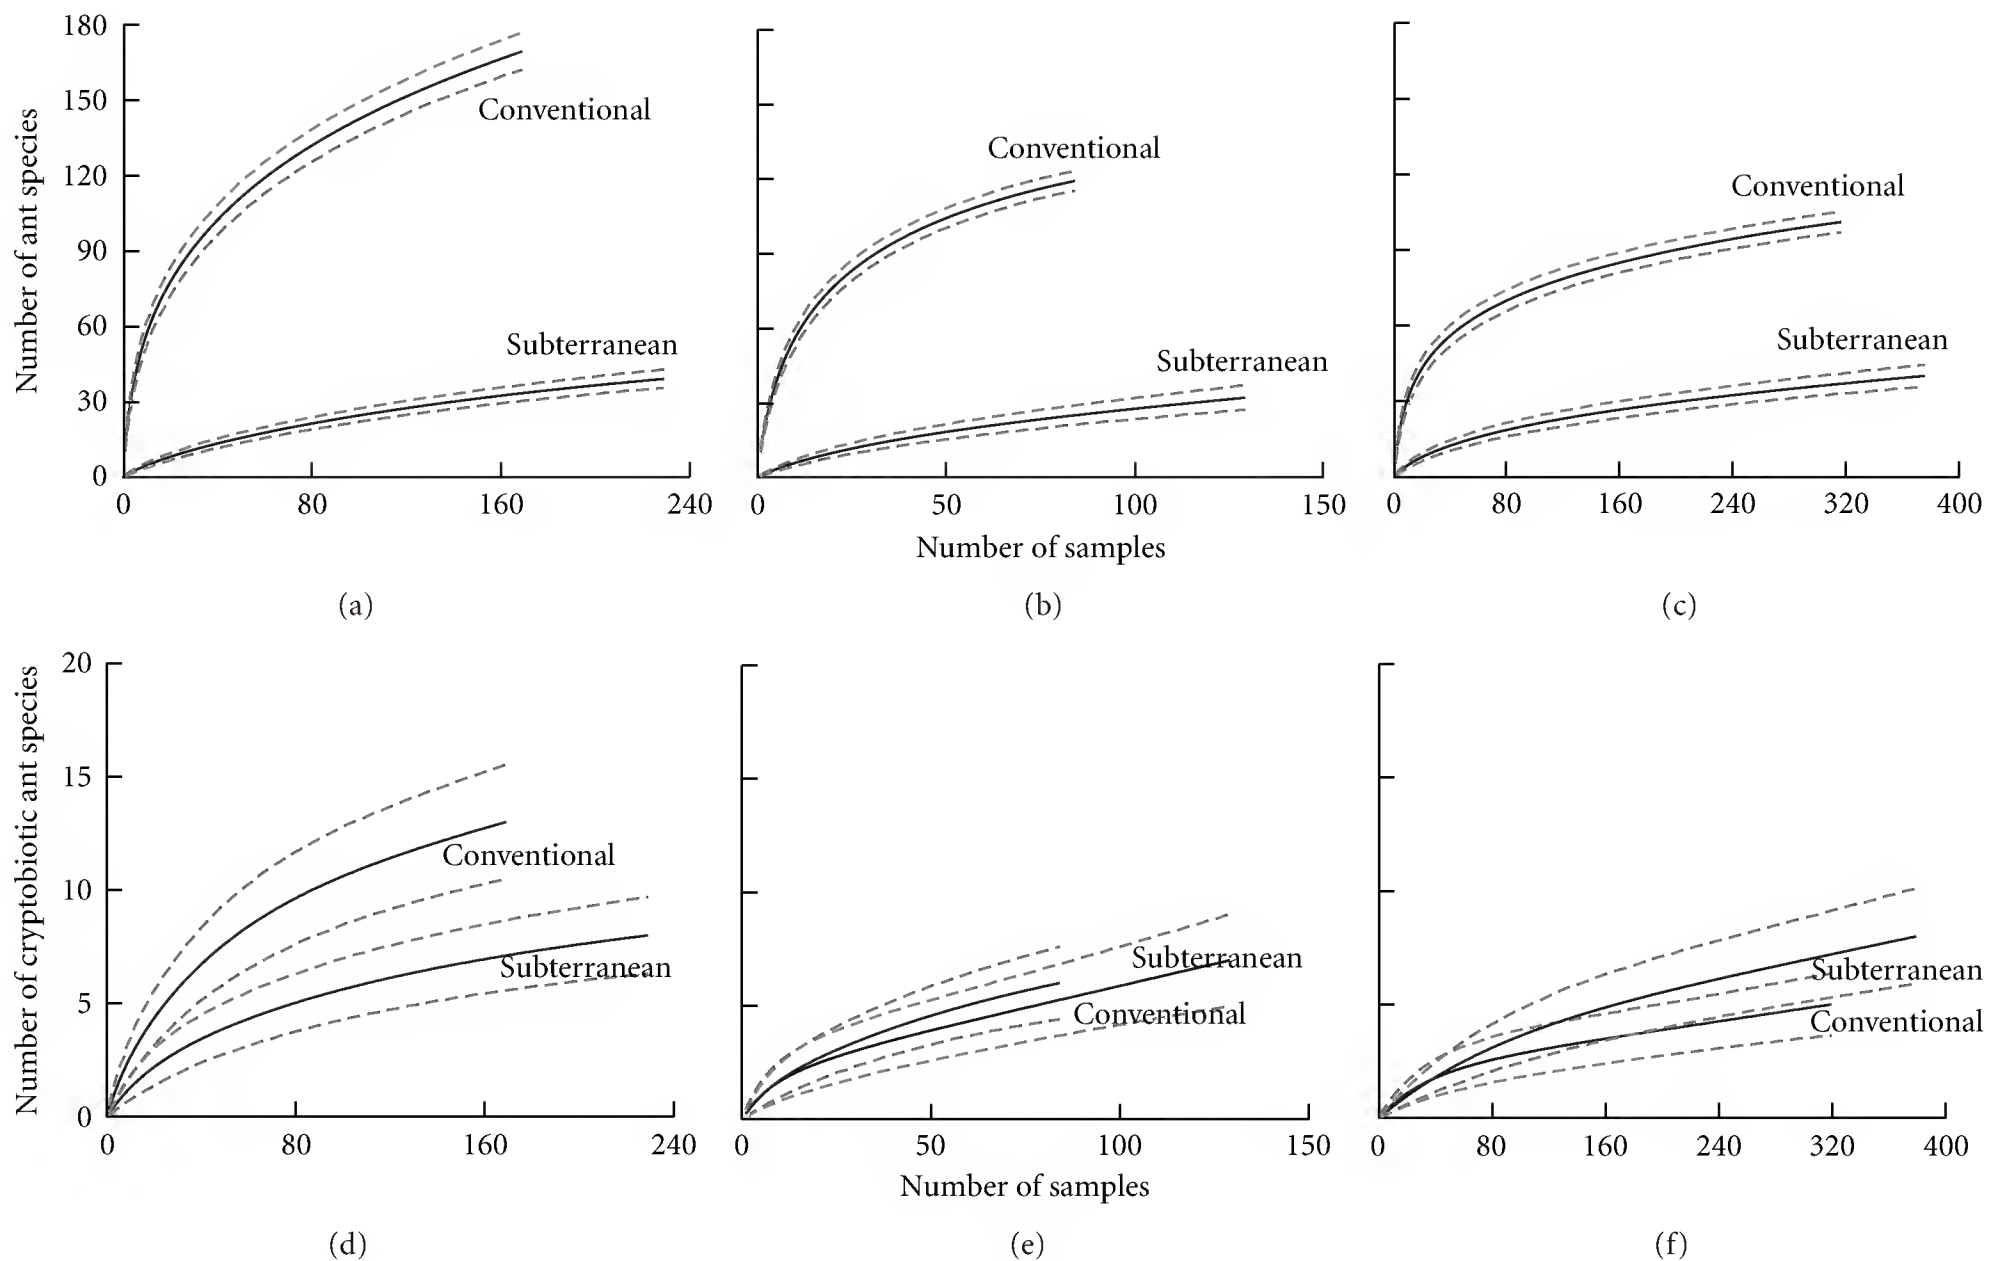 Number of ant species
180
150
120
90
60
30
0
Conventional
Subterranean
0 80 160 240
Conventional
Subterranean
0 50 100 150
Conventional
Subterranean
0 80 160 240 320 400
Number of samples
(a) (b) (c)
Number of cryptobiotic ant species
20
15
10
5
0
Conventional
Subterranean
0 80 160 240
Subterranean
Conventional
0 50 100 150
Subterranean
Conventional
0 80 160 240 320 400
Number of samples
(d) (e) (f)